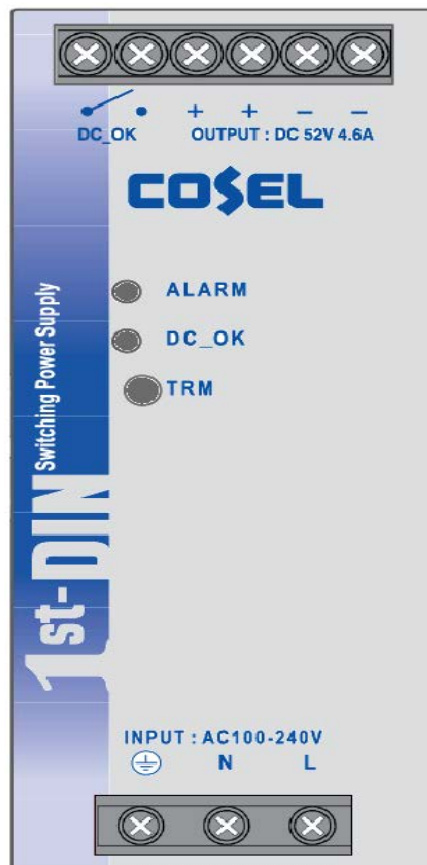 + + − −
DC_OK OUTPUT : DC 52V 4.6A
COSEL
ALARM
DC_OK
TRM
Switching Power Supply
1st-DIN
INPUT : AC100-240V
N L